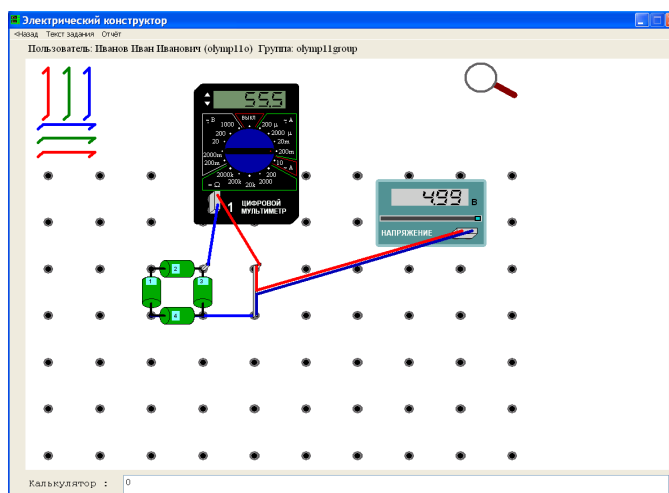 Электрический конструктор
<Назад Текст задания Отчёт
Пользователь: Иванов Иван Иванович (olymp11o) Группа: olymp11group
55.5
ВЫКЛ
= B
1000
200
20
2000m
200m
200 μ
2000 μ
20m
200m
10
= A
~ A
= Ω
2000k
200k
20k
2000
200
1
ЦИФРОВОЙ
МУЛЬТИМЕТР
4.99 В
НАПРЯЖЕНИЕ
2
1
3
4
Калькулятор : 0